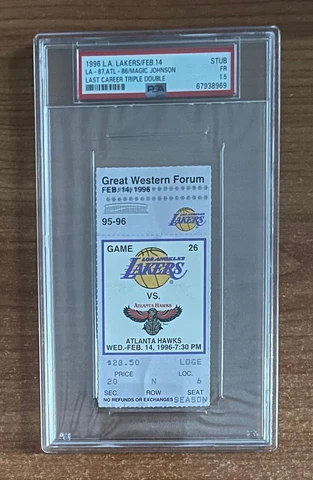 1996 L.A. LAKERS/FEB.14 STUB
LA - 87, ATL - 86/MAGIC JOHNSON FR
LAST CAREER TRIPLE DOUBLE 1.5
PSA 67938969
Great Western Forum
FEB. 14, 1996
95-96 LAKERS
GAME 26
LOS ANGELES
LAKERS
VS.
ATLANTA HAWKS
ATLANTA HAWKS
WED.-FEB. 14, 1996-7:30 PM
$28.50 LOGE
PRICE LOC.
20 N 6
SEC. ROW SEAT
NO REFUNDS OR EXCHANGES SEASON